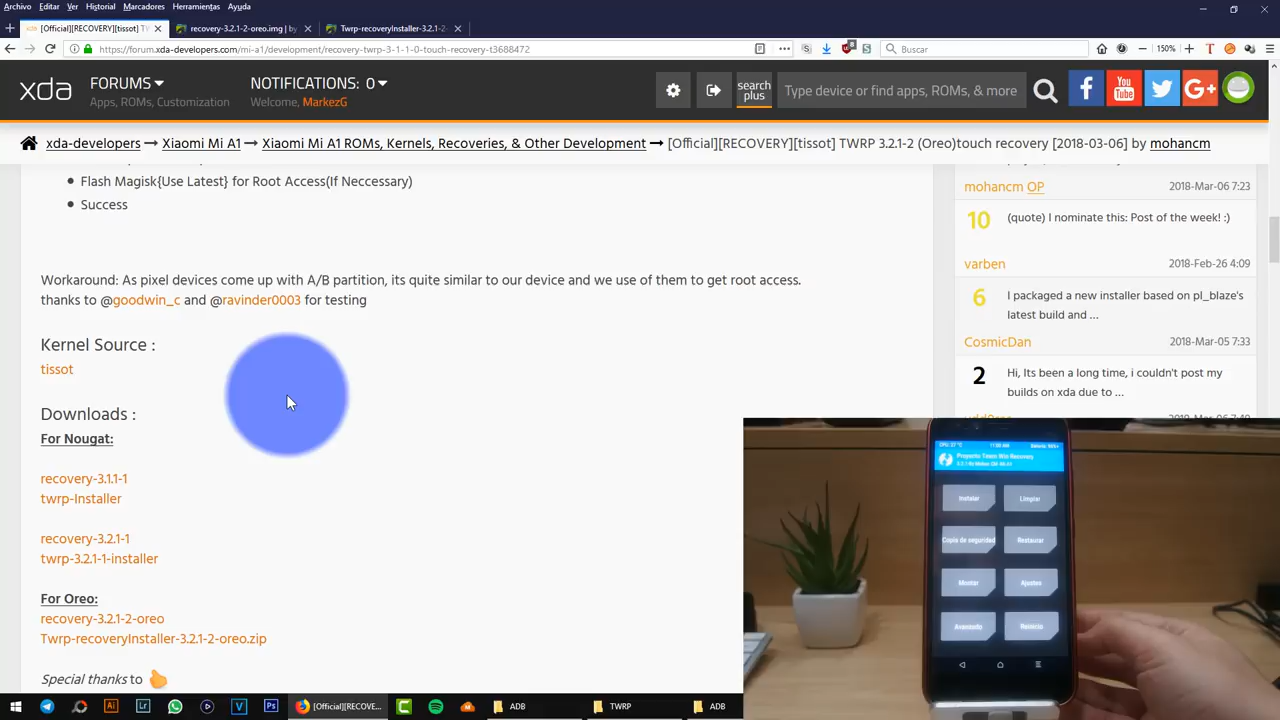 Archivo Editar Ver Historial Marcadores Herramientas Ayuda
[Official][RECOVERY][tissot] TW
recovery-3.2.1-2-oreo.img | by
Twrp-recoveryInstaller-3.2.1-2-
https://forum.xda-developers.com/mi-a1/development/recovery-twrp-3-1-1-0-touch-recovery-t3688472
150%
Buscar
xda
FORUMS
Apps, ROMs, Customization
NOTIFICATIONS: 0
Welcome, MarkezG
search plus
Type device or find apps, ROMs, & more
You Tube
G+
xda-developers → Xiaomi Mi A1 → Xiaomi Mi A1 ROMs, Kernels, Recoveries, & Other Development → [Official][RECOVERY][tissot] TWRP 3.2.1-2 (Oreo)touch recovery [2018-03-06] by mohancm
• Flash Magisk{Use Latest} for Root Access(If Neccessary)
• Success
Workaround: As pixel devices come up with A/B partition, its quite similar to our device and we use of them to get root access.
thanks to @goodwin_c and @ravinder0003 for testing
Kernel Source :
tissot
Downloads :
For Nougat:
recovery-3.1.1-1
twrp-Installer
recovery-3.2.1-1
twrp-3.2.1-1-installer
For Oreo:
recovery-3.2.1-2-oreo
Twrp-recoveryInstaller-3.2.1-2-oreo.zip
Special thanks to
mohancm OP 2018-Mar-06 7:23
10 (quote) I nominate this: Post of the week! :)
varben 2018-Feb-26 4:09
6 I packaged a new installer based on pl_blaze's
latest build and ...
CosmicDan 2018-Mar-05 7:33
2 Hi, Its been a long time, i couldn't post my
builds on xda due to ...
Proyecto Team Win Recovery
Instalar Limpiar
Copia de seguridad Restaurar
Montar Ajustes
Avanzado Reinicio
[Official][RECOVE...
ADB
TWRP
ADB